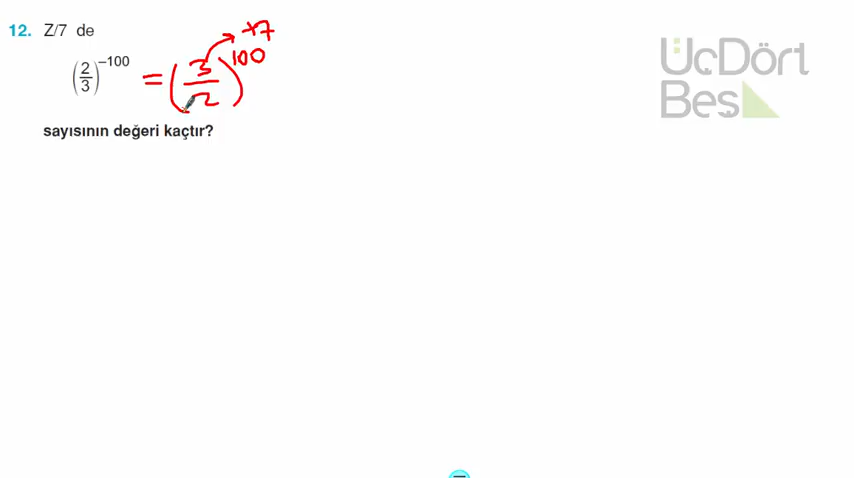 12. Z/7 de
(2/3)^–100 = (3/2)^100 +7
sayısının değeri kaçtır?
ÜçDört
Beş